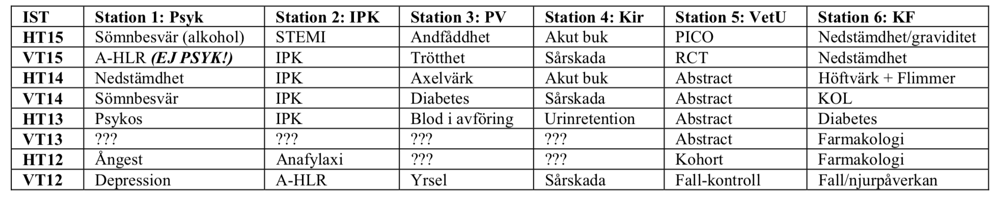 IST Station 1: Psyk Station 2: IPK Station 3: PV Station 4: Kir Station 5: VetU Station 6: KF
HT15 Sömnbesvär (alkohol) STEMI Andfåddhet Akut buk PICO Nedstämdhet/graviditet
VT15 A-HLR (EJ PSYK!) IPK Trötthet Sårskada RCT Nedstämdhet
HT14 Nedstämdhet IPK Axelvärk Akut buk Abstract Höftvärk + Flimmer
VT14 Sömnbesvär IPK Diabetes Sårskada Abstract KOL
HT13 Psykos IPK Blod i avföring Urinretention Abstract Diabetes
VT13 ??? ??? ??? ??? Abstract Farmakologi
HT12 Ångest Anafylaxi ??? ??? Kohort Farmakologi
VT12 Depression A-HLR Yrsel Sårskada Fall-kontroll Fall/njurpåverkan